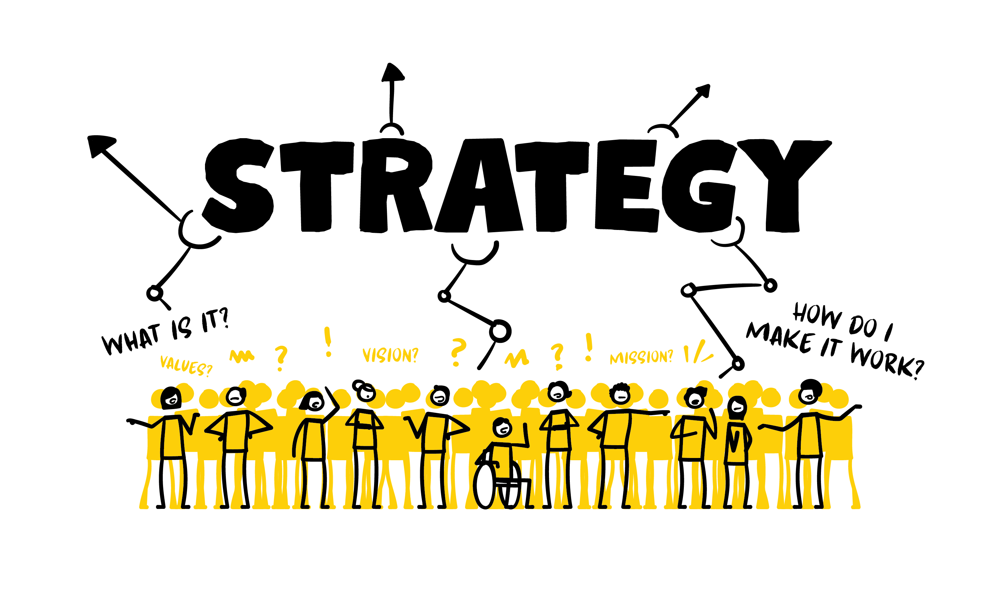 STRATEGY
WHAT IS IT?
HOW DO I
MAKE IT WORK?
VALUES?
?
!
VISION?
?
?
!
MISSION?